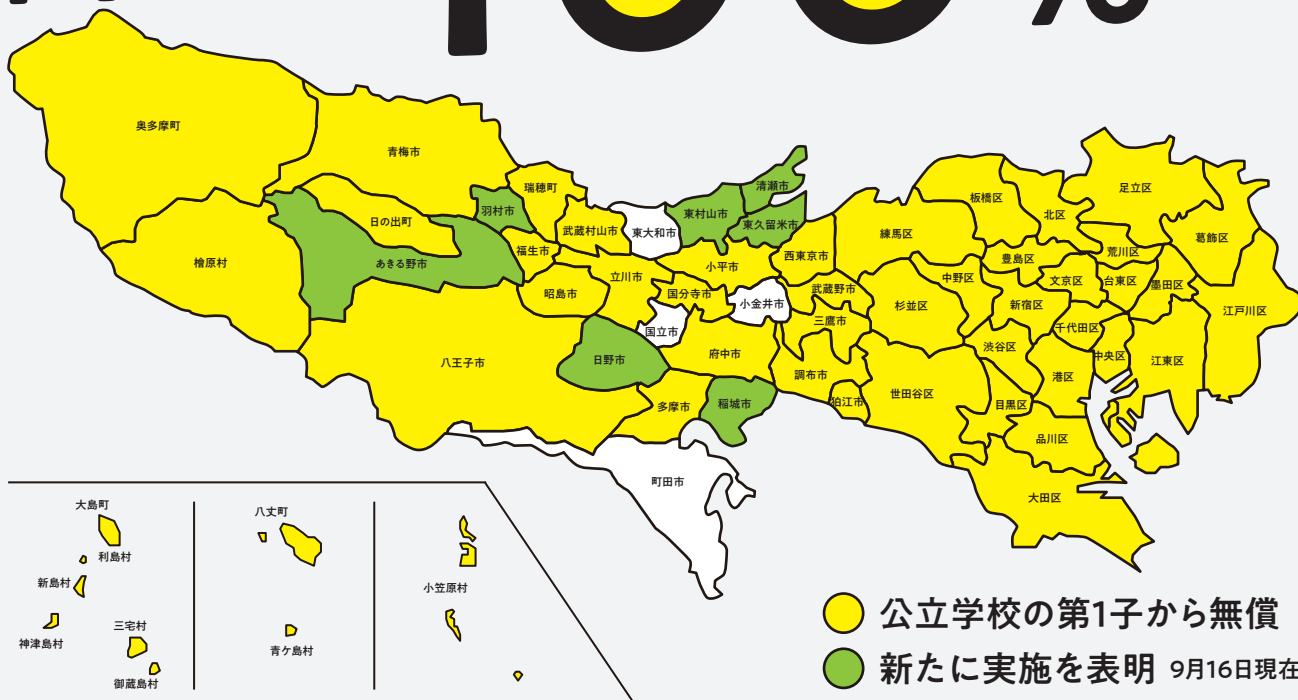 100%
奥多摩町
青梅市
瑞穂町
羽村市
日の出町
檜原村
あきる野市
福生市
武蔵村山市
東大和市
東村山市
清瀬市
東久留米市
昭島市
立川市
小平市
西東京市
国分寺市
小金井市
武蔵野市
国立市
三鷹市
八王子市
日野市
府中市
調布市
狛江市
多摩市
稲城市
町田市
練馬区
板橋区
北区
足立区
葛飾区
豊島区
荒川区
中野区
文京区
台東区
墨田区
杉並区
新宿区
江戸川区
千代田区
渋谷区
中央区
江東区
港区
世田谷区
目黒区
品川区
大田区
大島町
利島村
新島村
神津島村
三宅村
御蔵島村
八丈町
青ケ島村
小笠原村
公立学校の第1子から無償
新たに実施を表明 9月16日現在